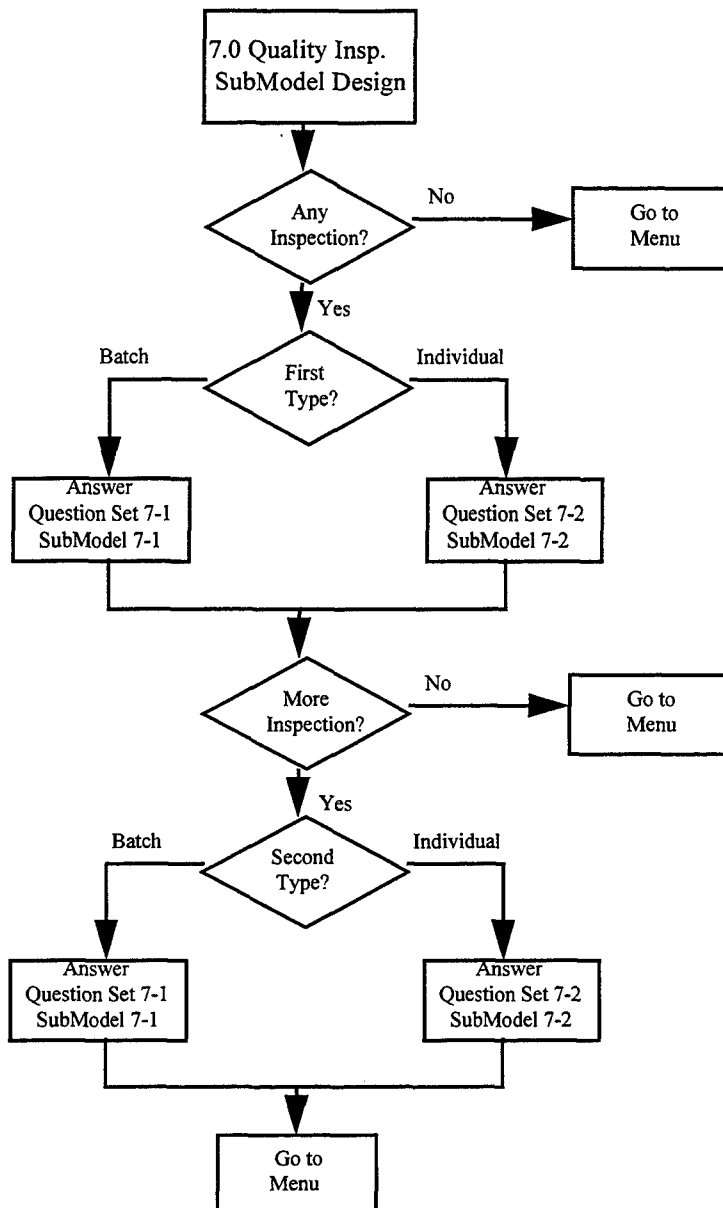 7.0 Quality Insp.
SubModel Design
Any
Inspection?
No
Go to
Menu
Yes
First
Type?
Batch
Individual
Answer
Question Set 7-1
SubModel 7-1
Answer
Question Set 7-2
SubModel 7-2
More
Inspection?
No
Go to
Menu
Yes
Second
Type?
Batch
Individual
Answer
Question Set 7-1
SubModel 7-1
Answer
Question Set 7-2
SubModel 7-2
Go to
Menu